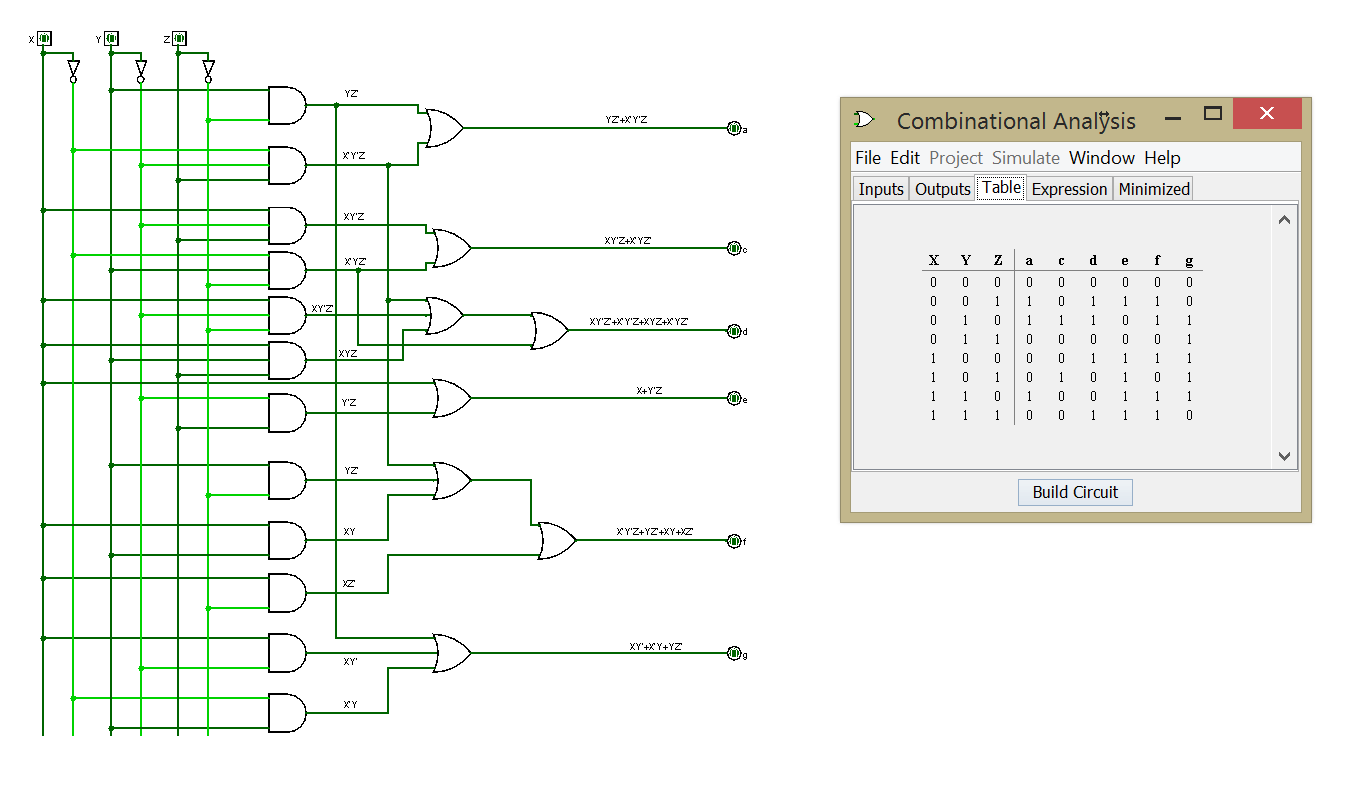 X Y Z
YZ'
YZ'+X'Y'Z
a
X'Y'Z
XY'Z
XY'Z+X'YZ'
c
X'YZ'
XY'Z'
XY'Z'+X'Y'Z+XYZ+X'YZ'
d
XYZ
X+Y'Z
e
Y'Z
YZ'
XY
X'Y'Z+YZ'+XY+XZ'
f
XZ'
XY'+X'Y+YZ'
g
XY'
X'Y
Combinational Analysis
File Edit Project Simulate Window Help
Inputs Outputs Table Expression Minimized
X Y Z a c d e f g
0 0 0 0 0 0 0 0 0
0 0 1 1 0 1 1 1 0
0 1 0 1 1 1 0 1 1
0 1 1 0 0 0 0 0 1
1 0 0 0 0 1 1 1 1
1 0 1 0 1 0 1 0 1
1 1 0 1 0 0 1 1 1
1 1 1 0 0 1 1 1 0
Build Circuit